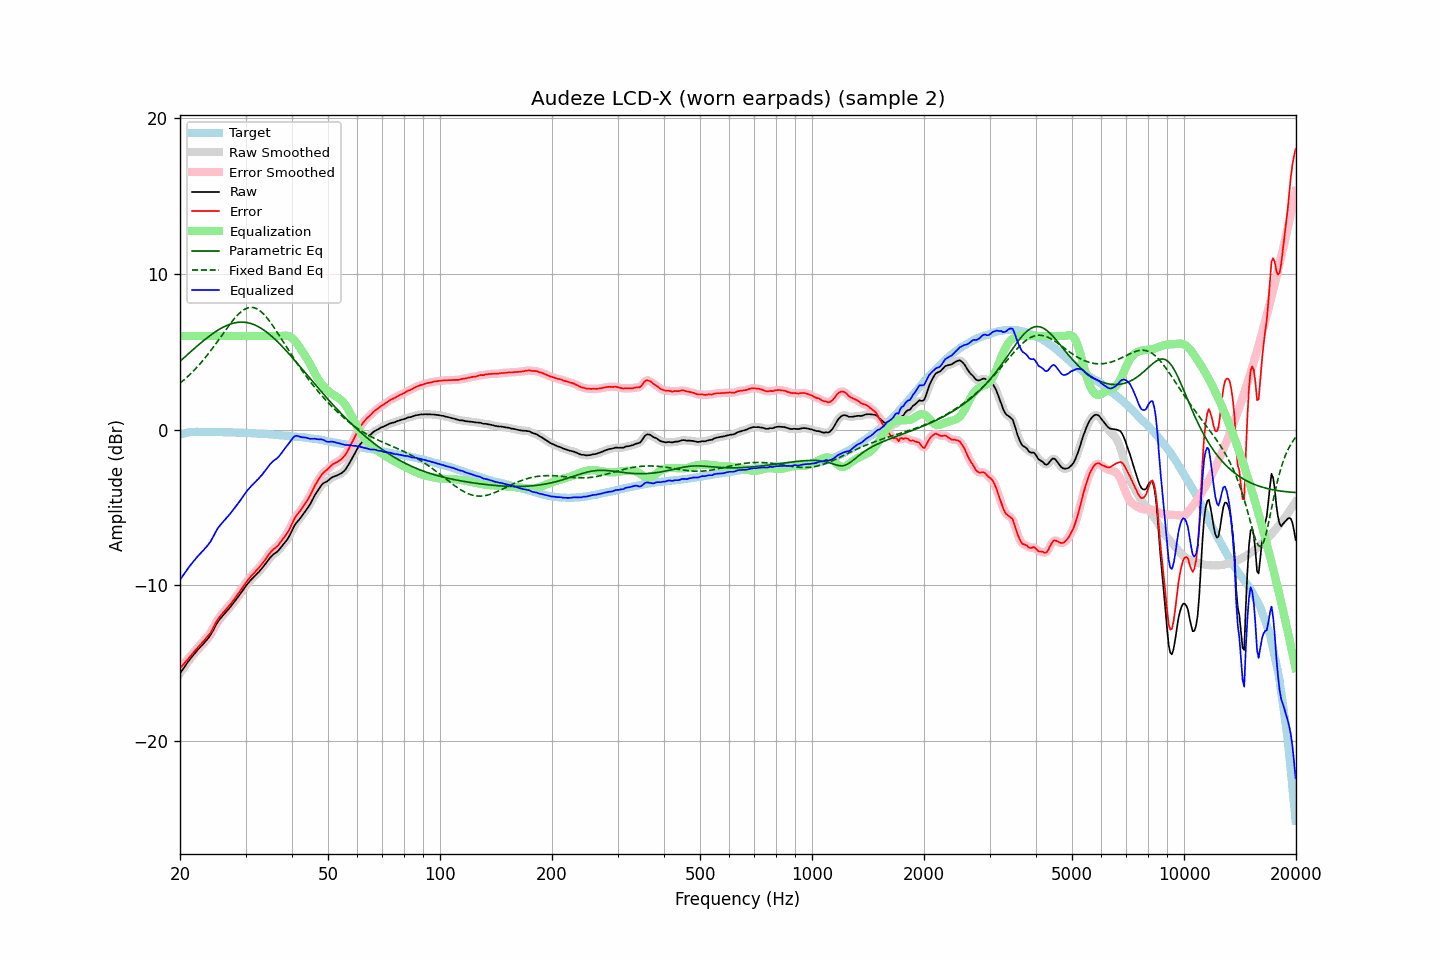 Audeze LCD-X (worn earpads) (sample 2)
Target
Raw Smoothed
Error Smoothed
Raw
Error
Equalization
Parametric Eq
Fixed Band Eq
Equalized
20
10
0
−10
−20
Amplitude (dBr)
20 50 100 200 500 1000 2000 5000 10000 20000
Frequency (Hz)